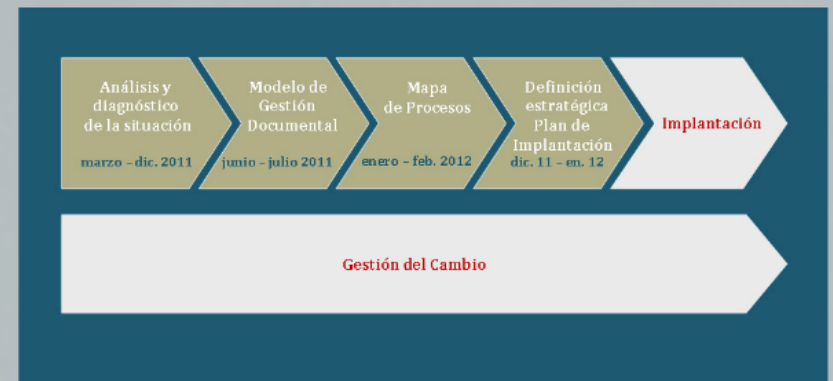 Análisis y
diagnóstico
de la situación
marzo – dic. 2011
Modelo de
Gestión
Documental
junio – julio 2011
Mapa
de Procesos
enero – feb. 2012
Definición
estratégica
Plan de
Implantación
dic. 11 – en. 12
Implantación
Gestión del Cambio